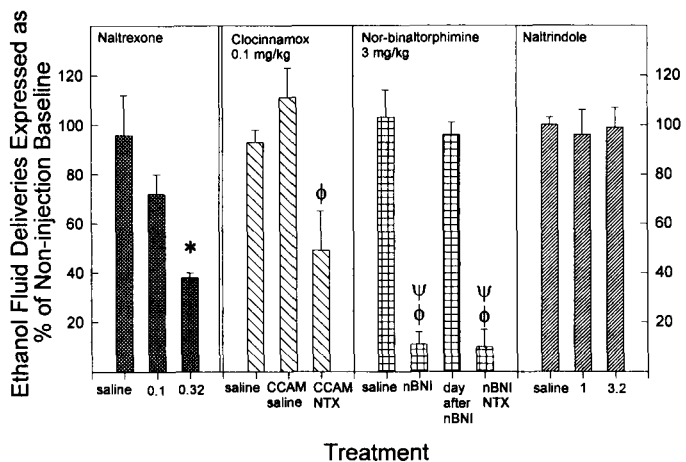 Ethanol Fluid Deliveries Expressed as
% of Non-injection Baseline
120
100
80
60
40
20
Naltrexone
*
saline 0.1 0.32
Clocinnamox
0.1 mg/kg
ϕ
saline CCAM CCAM
saline NTX
Nor-binaltorphimine
3 mg/kg
Ψ Ψ
ϕ ϕ
saline nBNI day nBNI
after NTX
nBNI
Naltrindole
saline 1 3.2
120
100
80
60
40
20
Treatment